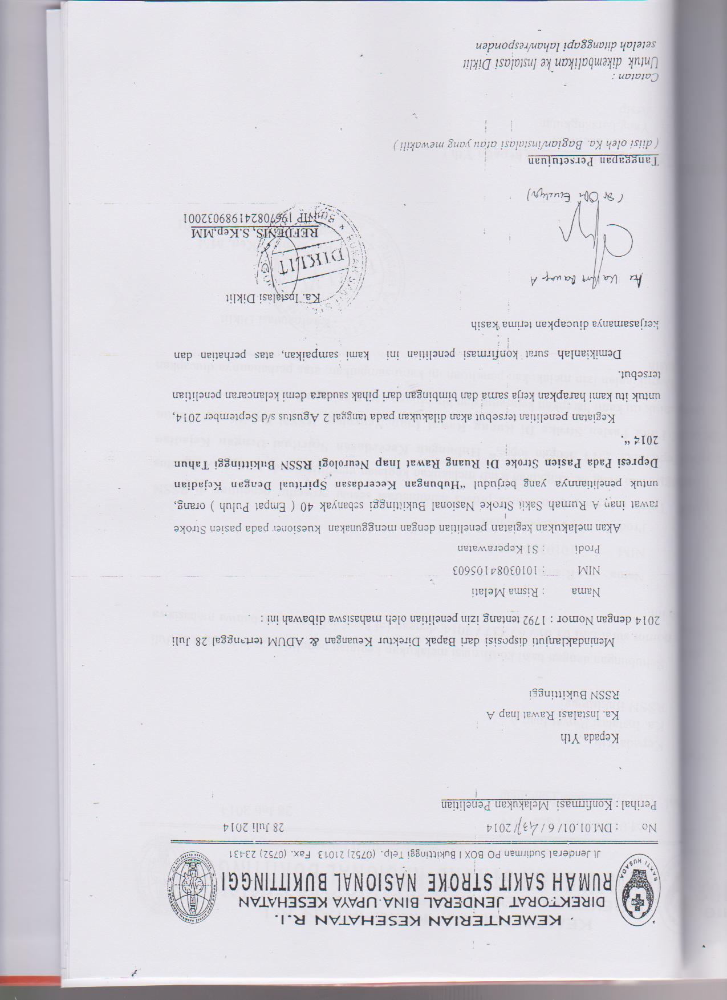 KEMENTERIAN KESEHATAN R.I.
DIREKTORAT JENDERAL BINA UPAYA KESEHATAN
RUMAH SAKIT STROKE NASIONAL BUKITTINGGI
Jl Jenderal Sudirman PO BOX 1 Bukittinggi Telp. (0752) 21013 Fax. (0752) 23431
BAKTI HUSADA
No : DM.01.01/ 6 / / 2014 28 Juli 2014
Perihal : Konfirmasi Melakukan Penelitian
Kepada Yth
Ka. Instalasi Rawat Inap A
RSSN Bukittinggi
Menindaklanjuti disposisi dari Bapak Direktur Keuangan & ADUM tertanggal 28 Juli
2014 dengan Nomor : 1792 tentang izin penelitian oleh mahasiswa dibawah ini :
Nama : Risma Melati
NIM : 10103084105603
Prodi : S1 Keperawatan
Akan melakukan kegiatan penelitian dengan menggunakan kuesioner pada pasien Stroke
rawat inap A Rumah Sakit Stroke Nasional Bukittinggi sebanyak 40 ( Empat Puluh ) orang,
untuk penelitiannya yang berjudul "Hubungan Kecerdasan Spiritual Dengan Kejadian
Depresi Pada Pasien Stroke Di Ruang Rawat Inap Neurologi RSSN Bukittinggi Tahun
2014 ".
Kegiatan penelitian tersebut akan dilakukan pada tanggal 2 Agustus s/d September 2014,
untuk itu kami harapkan kerja sama dan bimbingan dari pihak saudara demi kelancaran penelitian
tersebut.
Demikianlah surat konfirmasi penelitian ini kami sampaikan, atas perhatian dan
kerjasamanya diucapkan terima kasih
Ka. Instalasi Diklit
DIKLIT
REFDENIS, S.Kep,MM
NIP 196708241989032001
Tanggapan Persetujuan
( diisi oleh Ka. Bagian/instalasi atau yang mewakili )
Catatan :
Untuk dikembalikan ke Instalasi Diklit
setelah ditanggapi lahan/responden